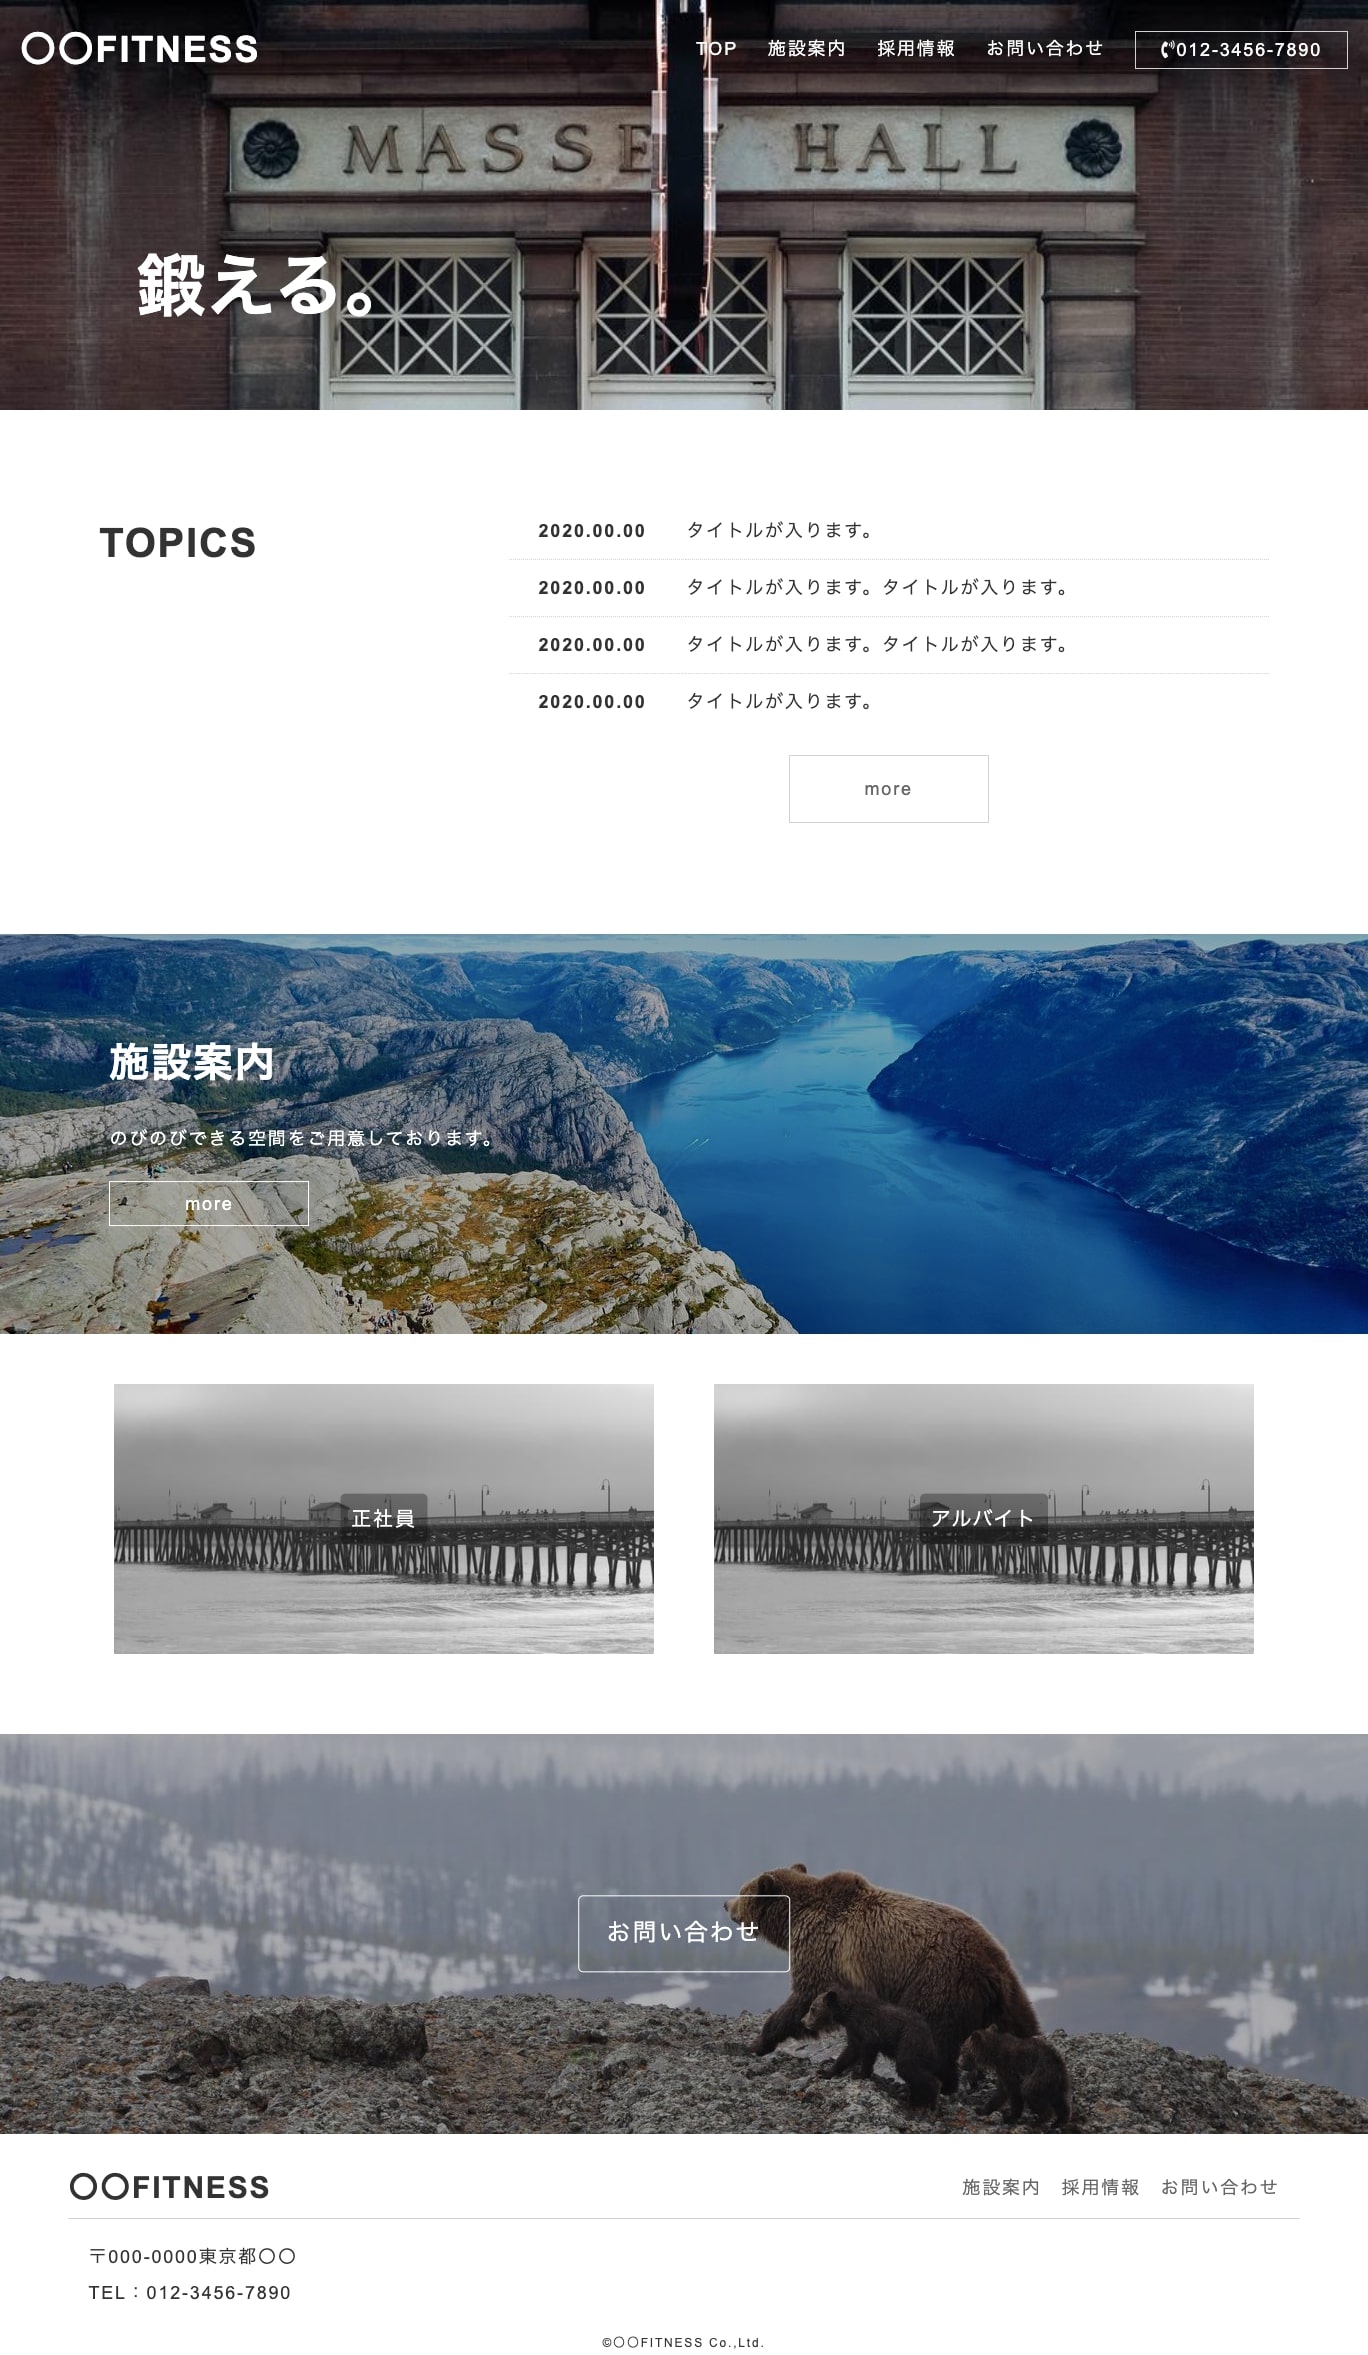 〇〇FITNESS
TOP 施設案内 採用情報 お問い合わせ 012-3456-7890
MASSEY HALL
鍛える。
TOPICS
2020.00.00 タイトルが入ります。
2020.00.00 タイトルが入ります。タイトルが入ります。
2020.00.00 タイトルが入ります。タイトルが入ります。
2020.00.00 タイトルが入ります。
more
施設案内
のびのびできる空間をご用意しております。
more
正社員
アルバイト
お問い合わせ
〇〇FITNESS
施設案内 採用情報 お問い合わせ
〒000-0000東京都〇〇
TEL：012-3456-7890
©〇〇FITNESS Co.,Ltd.